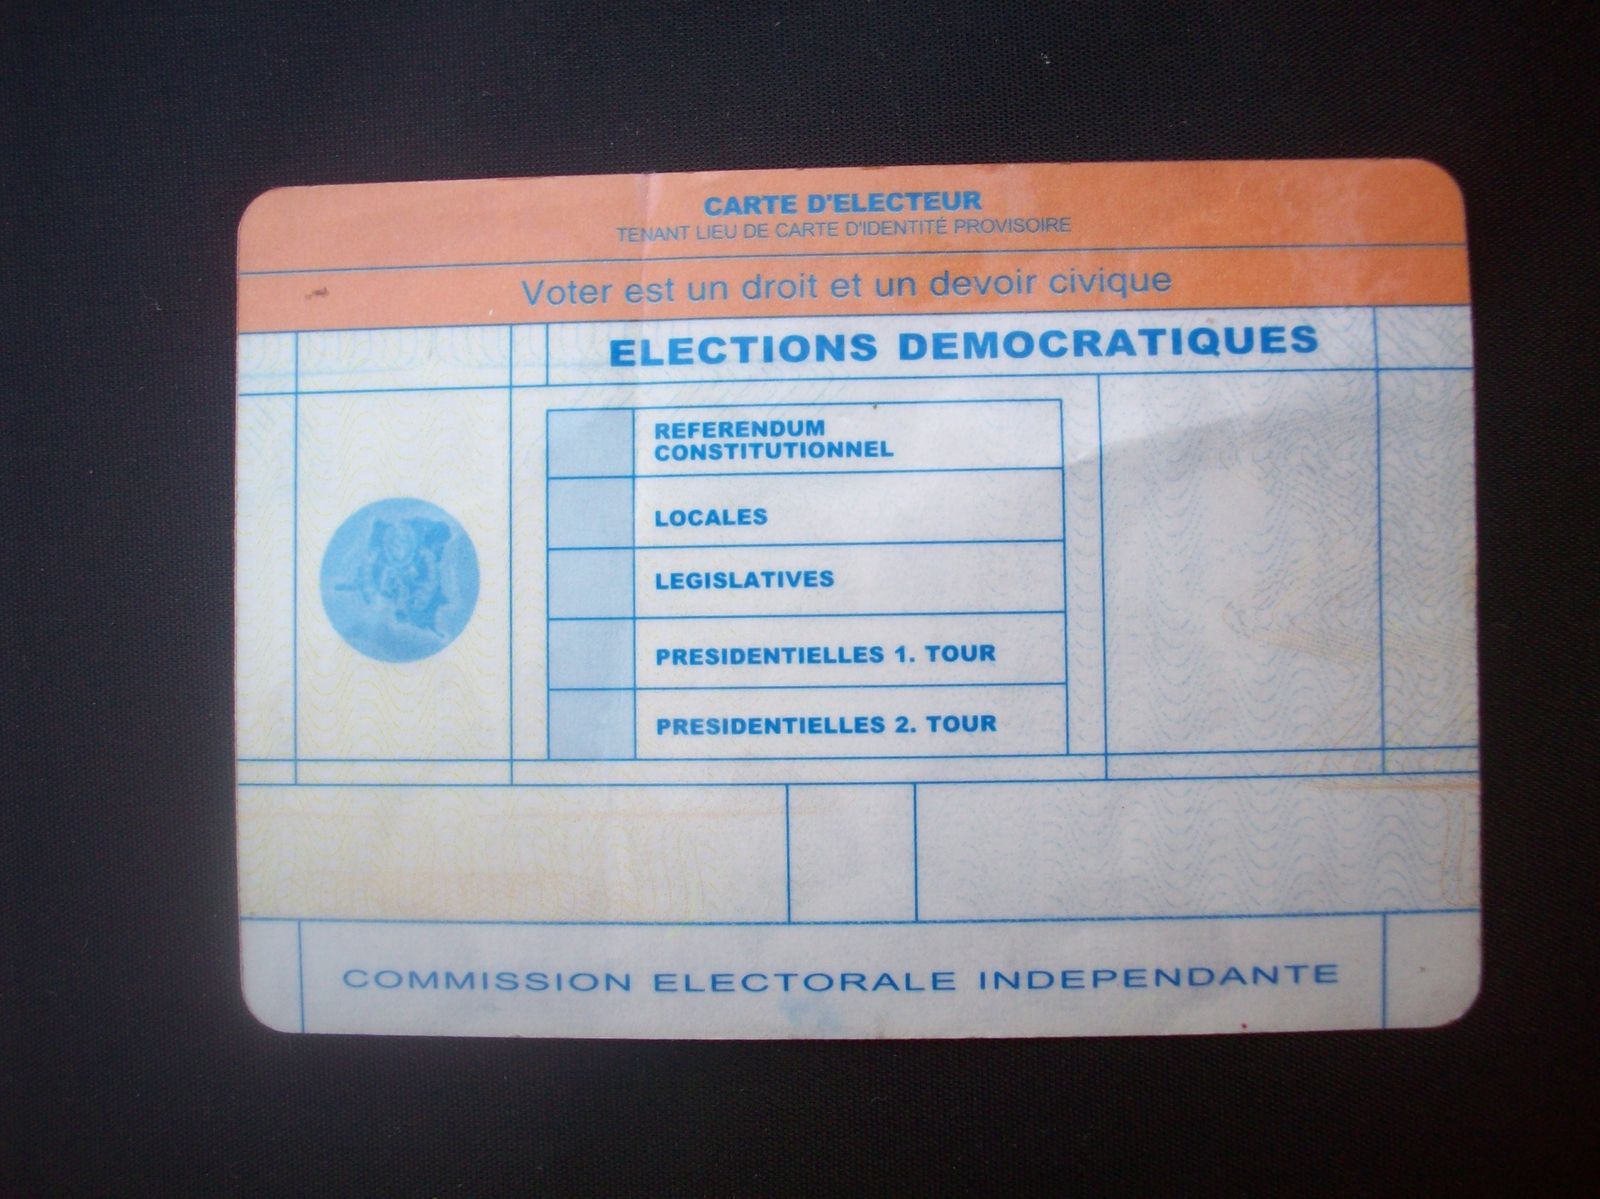 CARTE D'ELECTEUR
TENANT LIEU DE CARTE D'IDENTITÉ PROVISOIRE
Voter est un droit et un devoir civique
ELECTIONS DEMOCRATIQUES
REFERENDUM
CONSTITUTIONNEL
LOCALES
LEGISLATIVES
PRESIDENTIELLES 1. TOUR
PRESIDENTIELLES 2. TOUR
COMMISSION ELECTORALE INDEPENDANTE